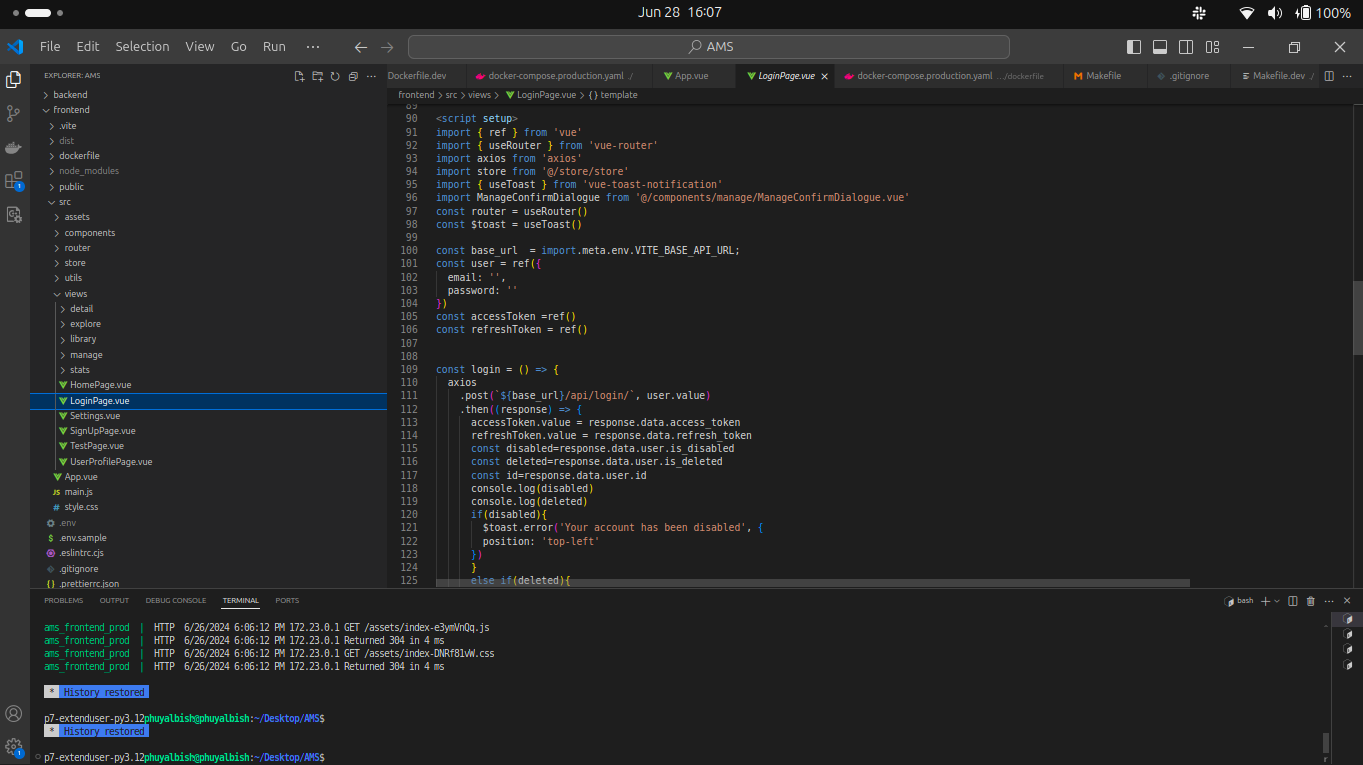 Jun 28 16:07
100%
File Edit Selection View Go Run ···
AMS
EXPLORER: AMS
Dockerfile.dev
docker-compose.production.yaml ./
App.vue
LoginPage.vue
docker-compose.production.yaml .../dockerfile
Makefile
.gitignore
Makefile.dev ./
frontend > src > views > LoginPage.vue > {} template
backend
frontend
.vite
dist
dockerfile
node_modules
public
src
assets
components
router
store
utils
views
detail
explore
library
manage
stats
HomePage.vue
LoginPage.vue
Settings.vue
SignUpPage.vue
TestPage.vue
UserProfilePage.vue
App.vue
JS main.js
# style.css
.env
$ .env.sample
.eslintrc.cjs
.gitignore
{} .prettierrc.json
1
1
89
90 <script setup>
91 import { ref } from 'vue'
92 import { useRouter } from 'vue-router'
93 import axios from 'axios'
94 import store from '@/store/store'
95 import { useToast } from 'vue-toast-notification'
96 import ManageConfirmDialogue from '@/components/manage/ManageConfirmDialogue.vue'
97 const router = useRouter()
98 const $toast = useToast()
99
100 const base_url  = import.meta.env.VITE_BASE_API_URL;
101 const user = ref({
102   email: '',
103   password: ''
104 })
105 const accessToken =ref()
106 const refreshToken = ref()
107
108
109 const login = () => {
110   axios
111     .post(`${base_url}/api/login/`, user.value)
112     .then((response) => {
113       accessToken.value = response.data.access_token
114       refreshToken.value = response.data.refresh_token
115       const disabled=response.data.user.is_disabled
116       const deleted=response.data.user.is_deleted
117       const id=response.data.user.id
118       console.log(disabled)
119       console.log(deleted)
120       if(disabled){
121         $toast.error('Your account has been disabled', {
122         position: 'top-left'
123       })
124       }
125       else if(deleted){
PROBLEMS OUTPUT DEBUG CONSOLE TERMINAL PORTS
bash
ams_frontend_prod  |  HTTP  6/26/2024 6:06:12 PM 172.23.0.1 GET /assets/index-e3ymVnQq.js
ams_frontend_prod  |  HTTP  6/26/2024 6:06:12 PM 172.23.0.1 Returned 304 in 4 ms
ams_frontend_prod  |  HTTP  6/26/2024 6:06:12 PM 172.23.0.1 GET /assets/index-DNRf81vW.css
ams_frontend_prod  |  HTTP  6/26/2024 6:06:12 PM 172.23.0.1 Returned 304 in 4 ms
* History restored
p7-extenduser-py3.12phuyalbish@phuyalbish:~/Desktop/AMS$
* History restored
p7-extenduser-py3.12phuyalbish@phuyalbish:~/Desktop/AMS$